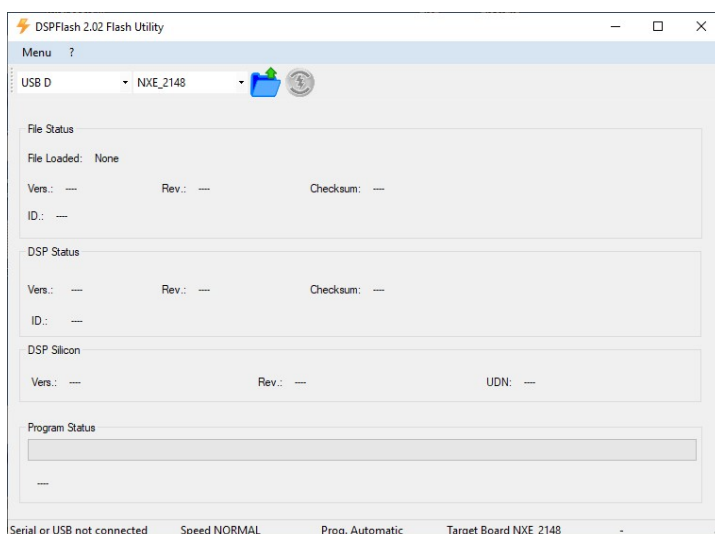 DSPFlash 2.02 Flash Utility
Menu ?
USB D NXE_2148
File Status
File Loaded: None
Vers.: ---- Rev.: ---- Checksum: ----
ID.: ----
DSP Status
Vers.: ---- Rev.: ---- Checksum: ----
ID.: ----
DSP Silicon
Vers.: ---- Rev.: ---- UDN: ----
Program Status
----
Serial or USB not connected Speed NORMAL Prog. Automatic Target Board NXE_2148 -